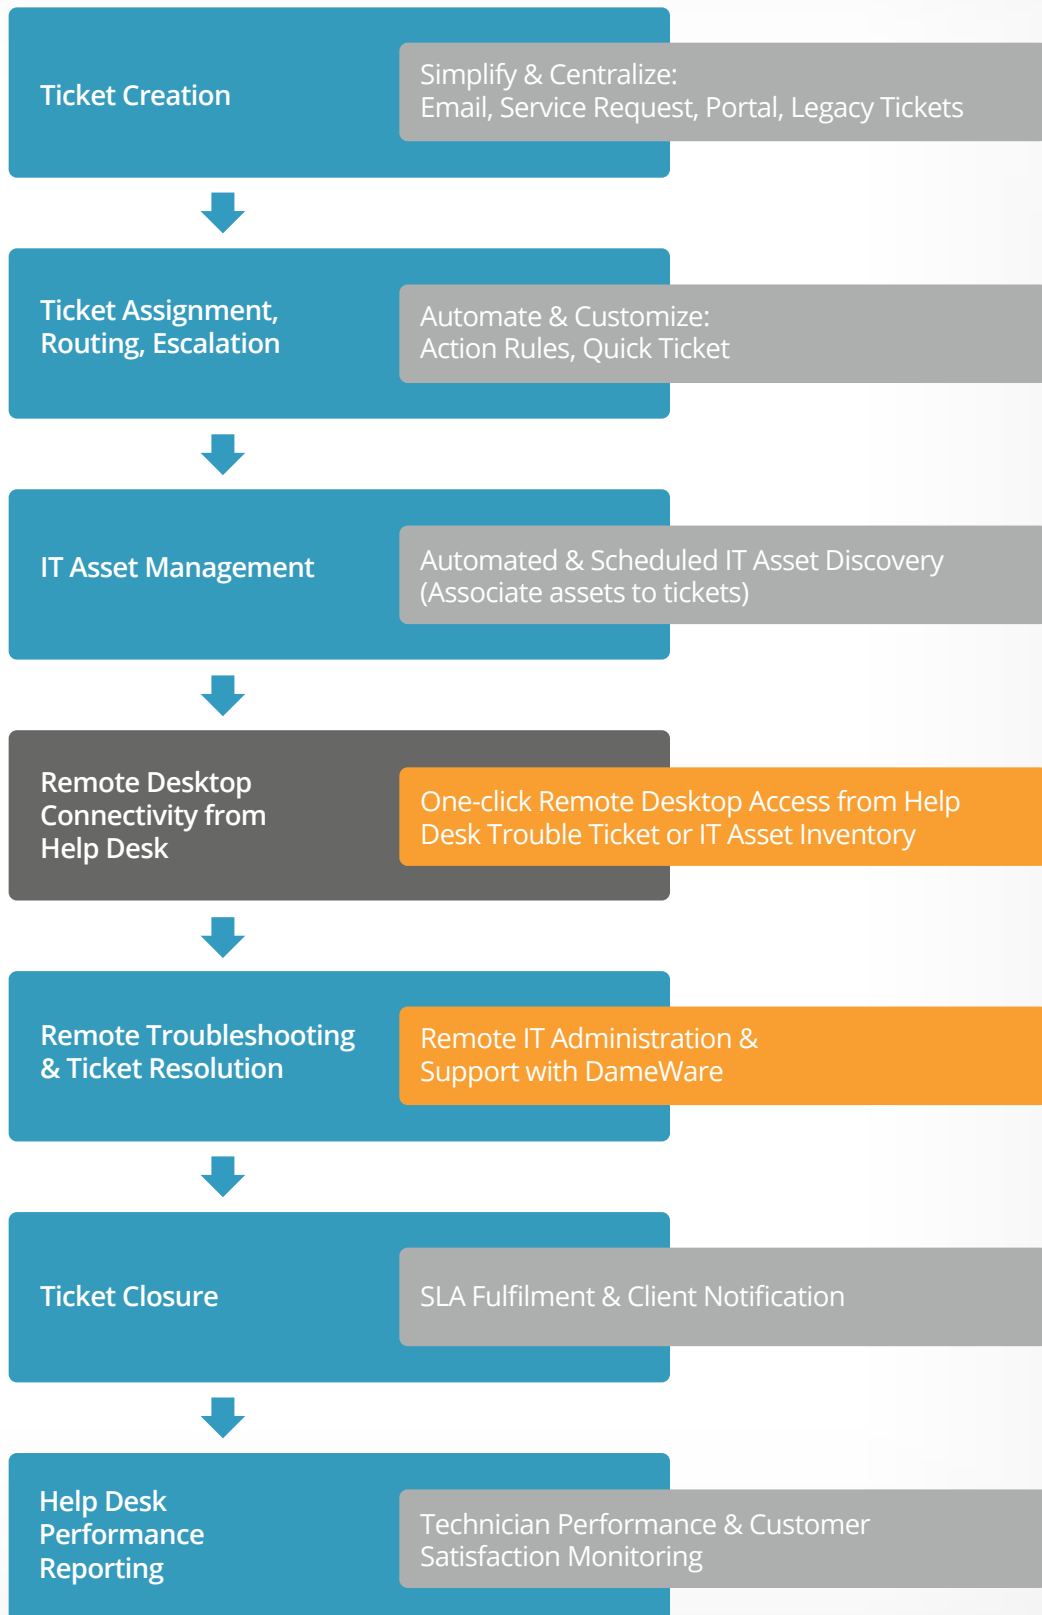 Ticket Creation
Simplify & Centralize:
Email, Service Request, Portal, Legacy Tickets
Ticket Assignment,
Routing, Escalation
Automate & Customize:
Action Rules, Quick Ticket
IT Asset Management
Automated & Scheduled IT Asset Discovery
(Associate assets to tickets)
Remote Desktop
Connectivity from
Help Desk
One-click Remote Desktop Access from Help
Desk Trouble Ticket or IT Asset Inventory
Remote Troubleshooting
& Ticket Resolution
Remote IT Administration &
Support with DameWare
Ticket Closure
SLA Fulfilment & Client Notification
Help Desk
Performance
Reporting
Technician Performance & Customer
Satisfaction Monitoring